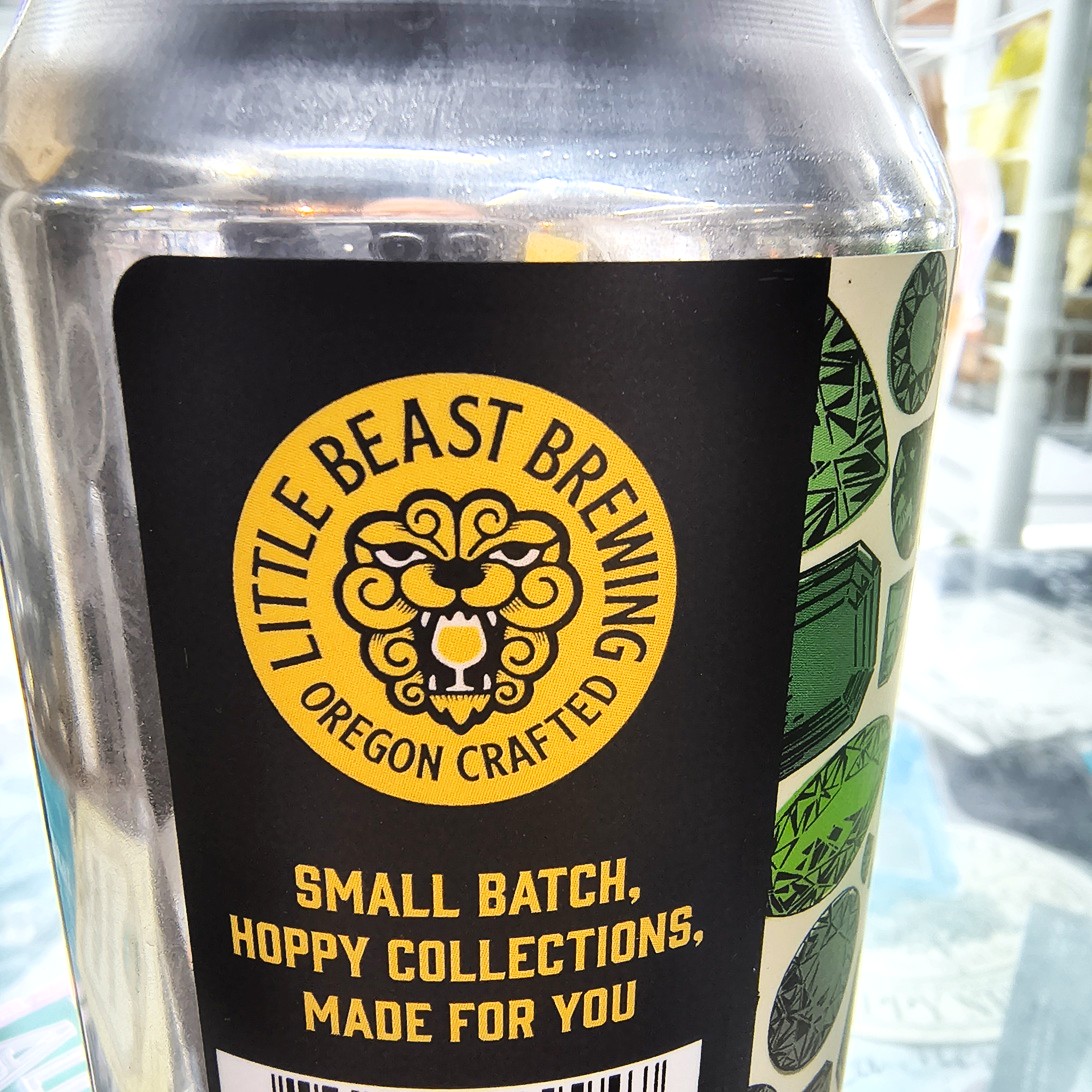 LITTLE BEAST BREWING
OREGON CRAFTED
SMALL BATCH,
HOPPY COLLECTIONS,
MADE FOR YOU